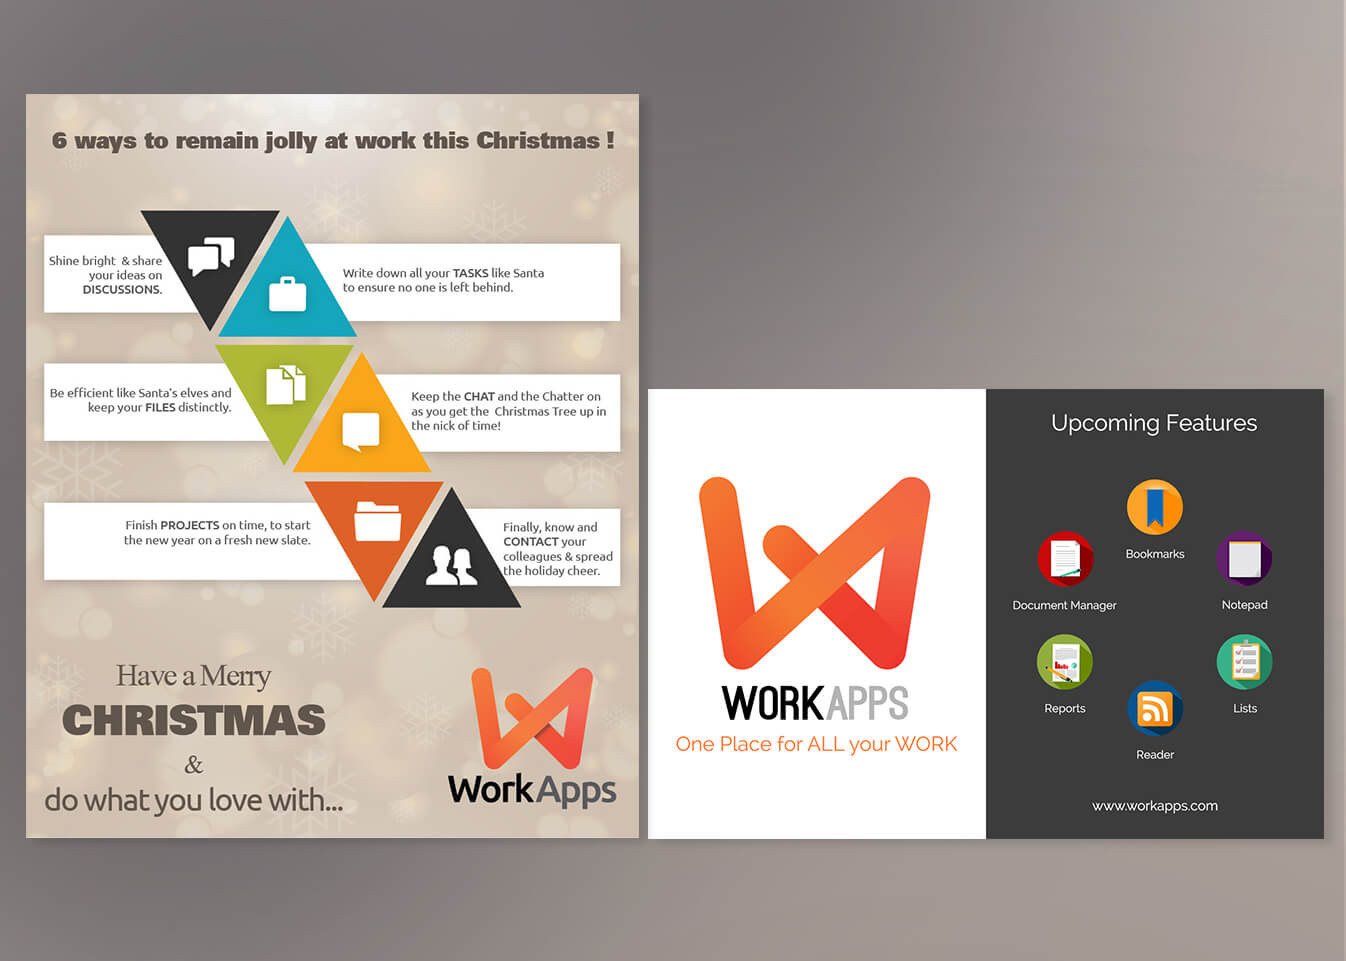 6 ways to remain jolly at work this Christmas !
Shine bright & share
your ideas on
DISCUSSIONS.
Write down all your TASKS like Santa
to ensure no one is left behind.
Be efficient like Santa's elves and
keep your FILES distinctly.
Keep the CHAT and the Chatter on
as you get the Christmas Tree up in
the nick of time!
Finish PROJECTS on time, to start
the new year on a fresh new slate.
Finally, know and
CONTACT your
colleagues & spread
the holiday cheer.
Have a Merry
CHRISTMAS
&
do what you love with...
WorkApps
WORKAPPS
One Place for ALL your WORK
Upcoming Features
Bookmarks
Document Manager
Notepad
Reports
Lists
Reader
www.workapps.com